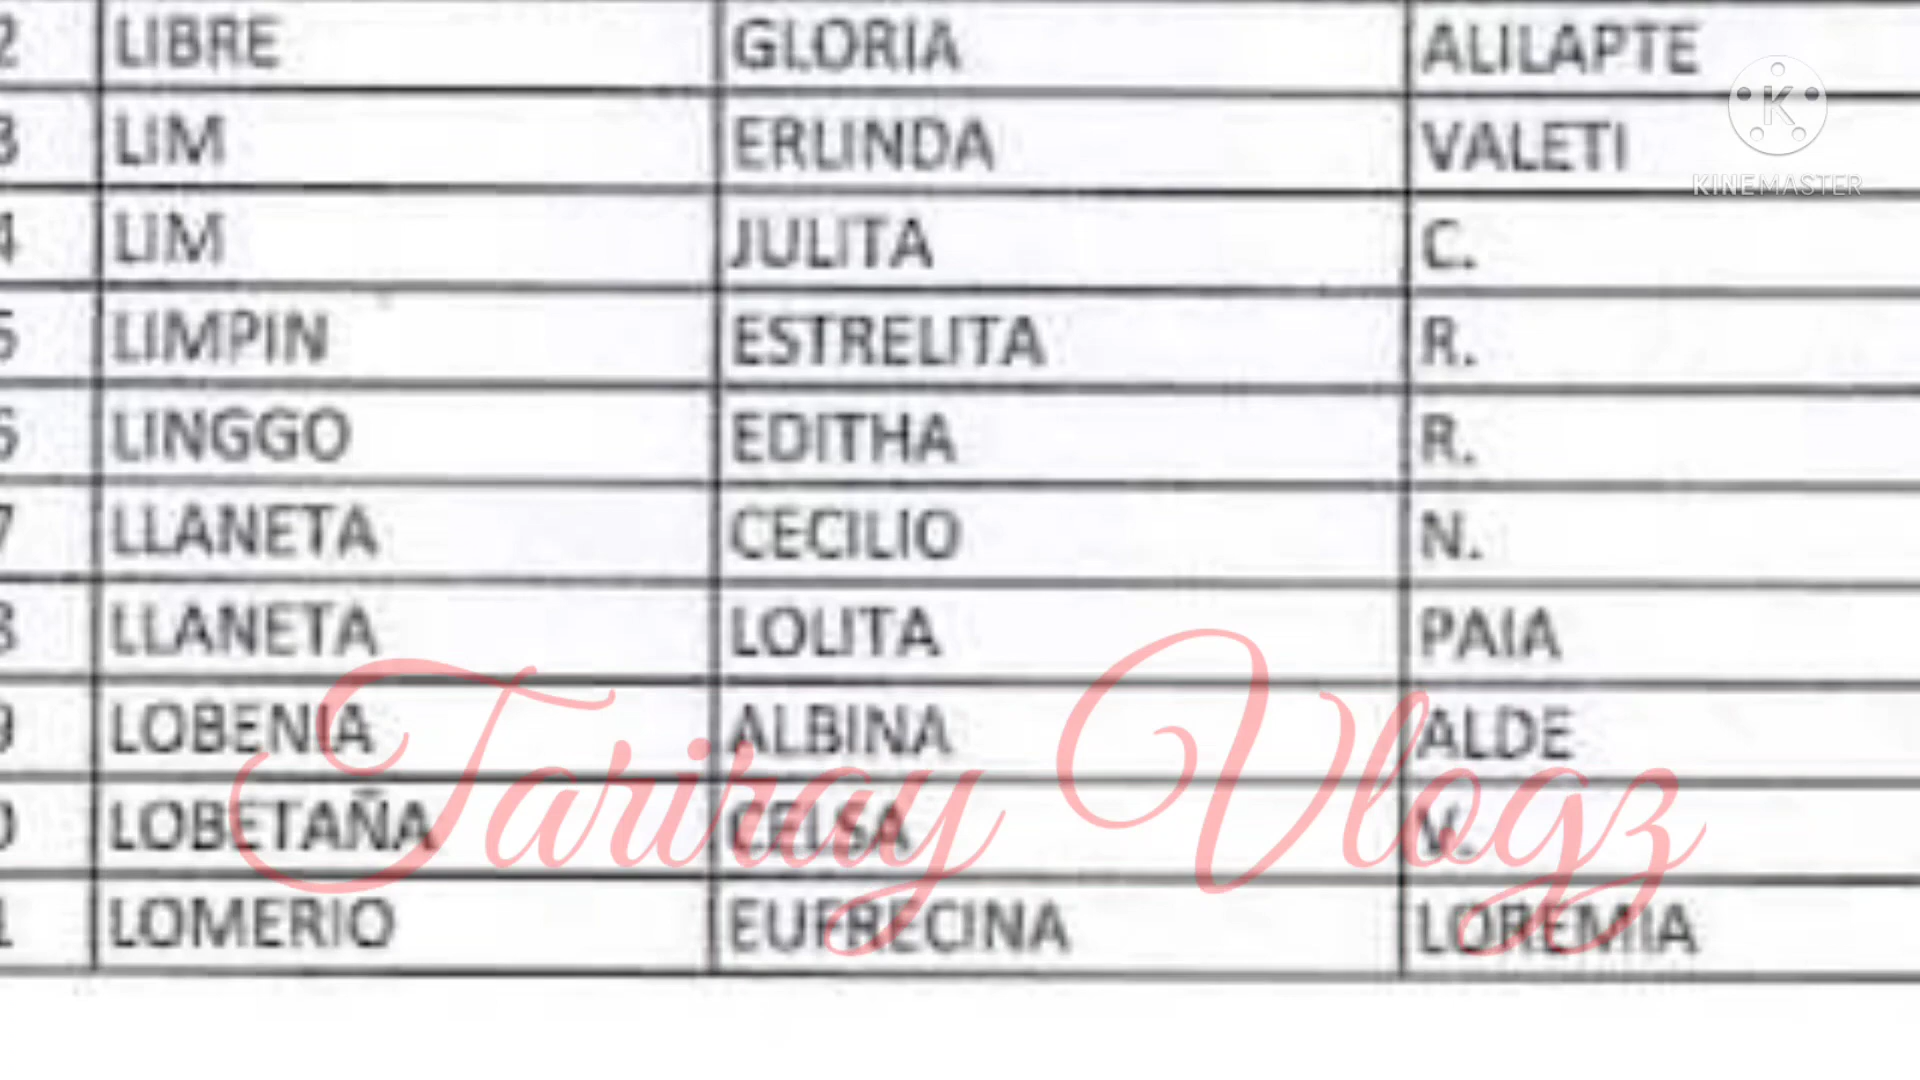 2 LIBRE GLORIA ALILAPTE
3 LIM ERLINDA VALETI
4 LIM JULITA C.
5 LIMPIN ESTRELITA R.
6 LINGGO EDITHA R.
7 LLANETA CECILIO N.
8 LLANETA LOLITA PAIA
9 LOBENIA ALBINA ALDE
0 LOBETAÑA CELSA V.
1 LOMERIO EUFRECINA LOREMIA
K
KINEMASTER
Tariray Vlogz